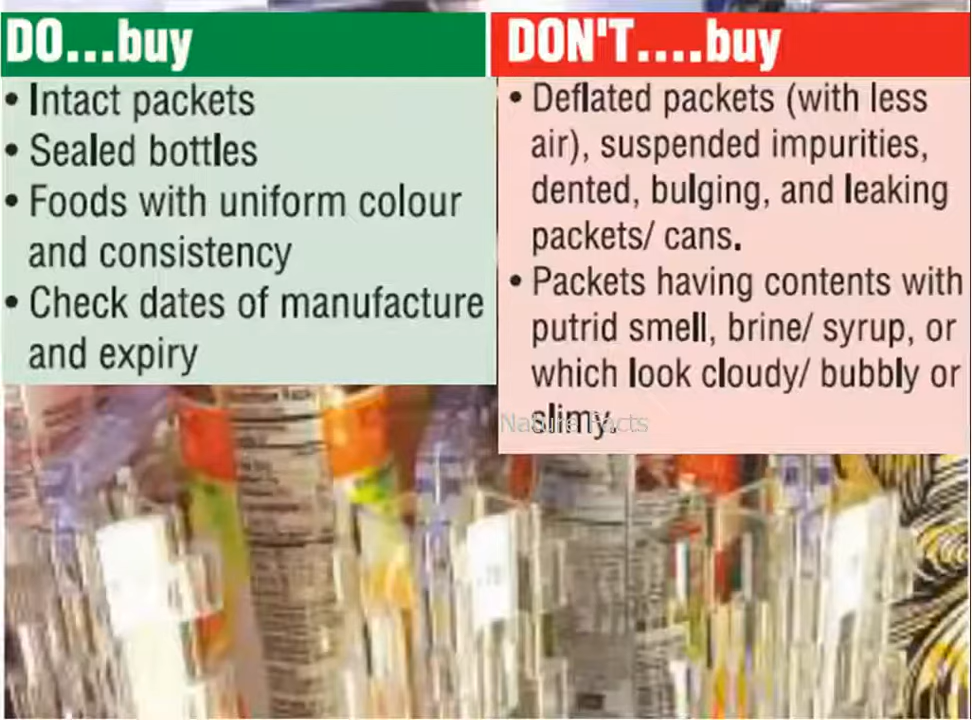 DO...buy
• Intact packets
• Sealed bottles
• Foods with uniform colour
and consistency
• Check dates of manufacture
and expiry
DON'T....buy
• Deflated packets (with less
air), suspended impurities,
dented, bulging, and leaking
packets/ cans.
• Packets having contents with
putrid smell, brine/ syrup, or
which look cloudy/ bubbly or
slimy.
Nature Facts